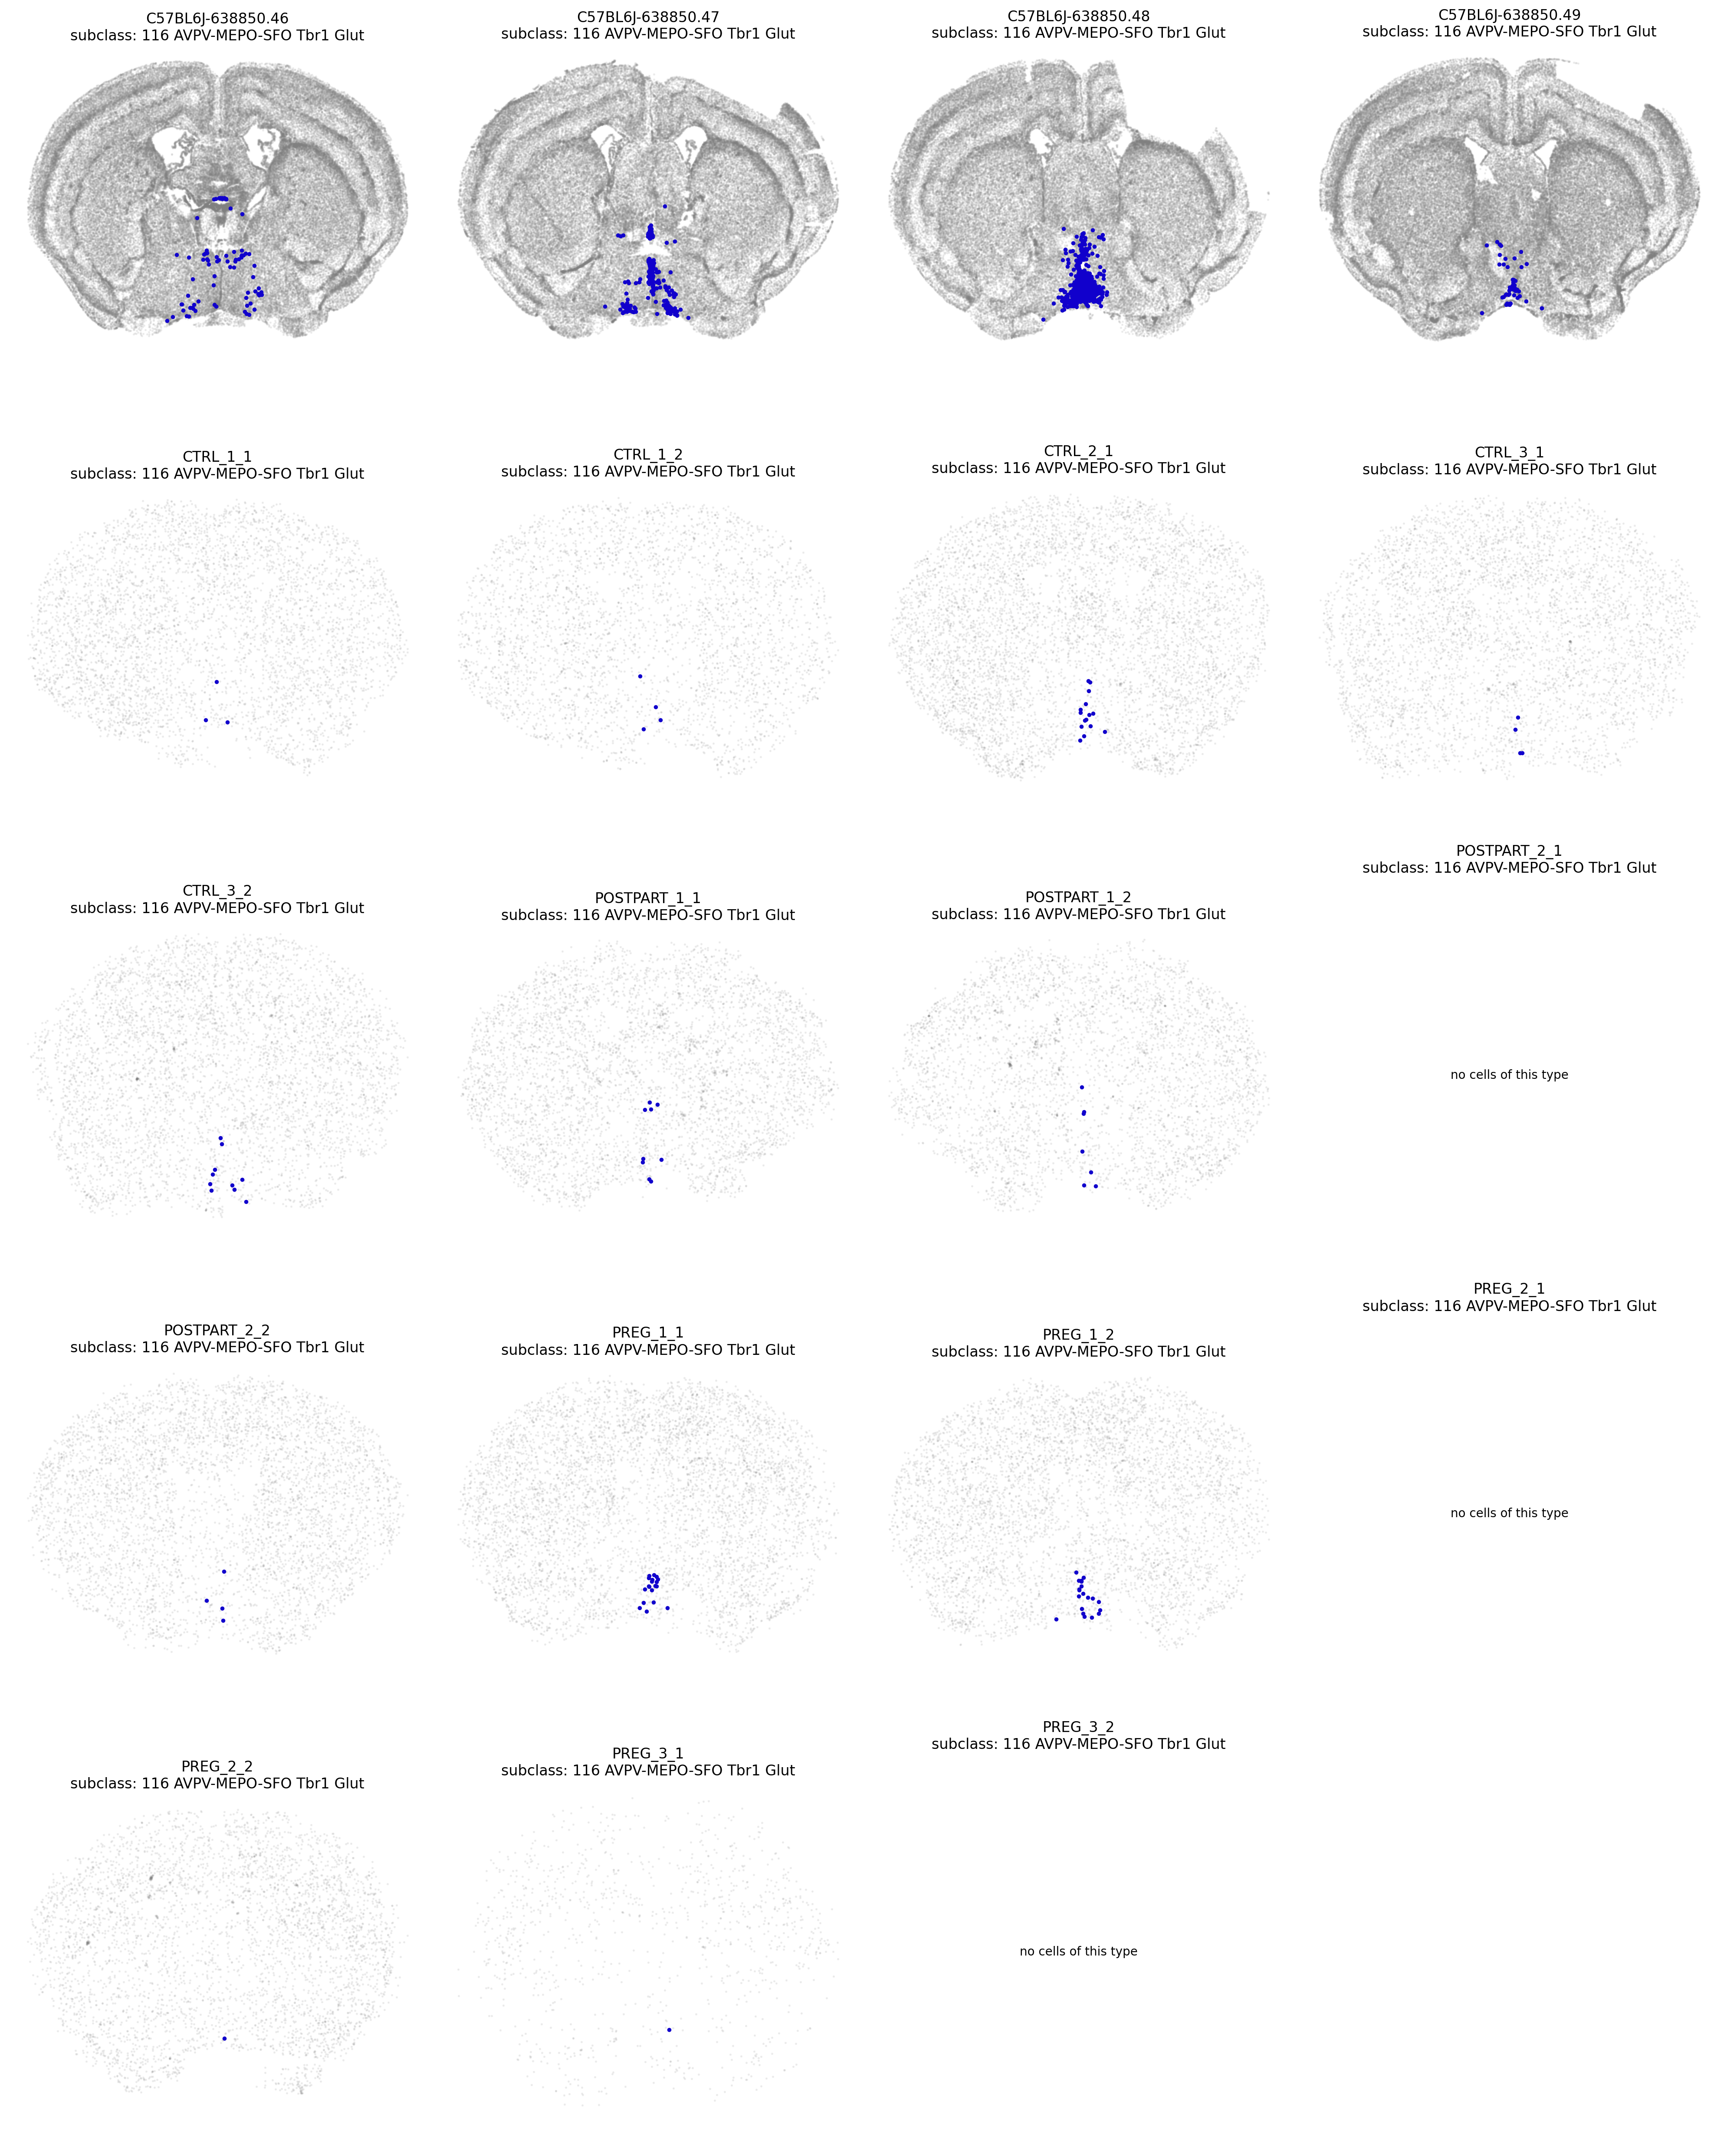 C57BL6J-638850.46
subclass: 116 AVPV-MEPO-SFO Tbr1 Glut
C57BL6J-638850.47
subclass: 116 AVPV-MEPO-SFO Tbr1 Glut
C57BL6J-638850.48
subclass: 116 AVPV-MEPO-SFO Tbr1 Glut
C57BL6J-638850.49
subclass: 116 AVPV-MEPO-SFO Tbr1 Glut
CTRL_1_1
subclass: 116 AVPV-MEPO-SFO Tbr1 Glut
CTRL_1_2
subclass: 116 AVPV-MEPO-SFO Tbr1 Glut
CTRL_2_1
subclass: 116 AVPV-MEPO-SFO Tbr1 Glut
CTRL_3_1
subclass: 116 AVPV-MEPO-SFO Tbr1 Glut
CTRL_3_2
subclass: 116 AVPV-MEPO-SFO Tbr1 Glut
POSTPART_1_1
subclass: 116 AVPV-MEPO-SFO Tbr1 Glut
POSTPART_1_2
subclass: 116 AVPV-MEPO-SFO Tbr1 Glut
POSTPART_2_1
subclass: 116 AVPV-MEPO-SFO Tbr1 Glut
no cells of this type
POSTPART_2_2
subclass: 116 AVPV-MEPO-SFO Tbr1 Glut
PREG_1_1
subclass: 116 AVPV-MEPO-SFO Tbr1 Glut
PREG_1_2
subclass: 116 AVPV-MEPO-SFO Tbr1 Glut
PREG_2_1
subclass: 116 AVPV-MEPO-SFO Tbr1 Glut
no cells of this type
PREG_2_2
subclass: 116 AVPV-MEPO-SFO Tbr1 Glut
PREG_3_1
subclass: 116 AVPV-MEPO-SFO Tbr1 Glut
PREG_3_2
subclass: 116 AVPV-MEPO-SFO Tbr1 Glut
no cells of this type